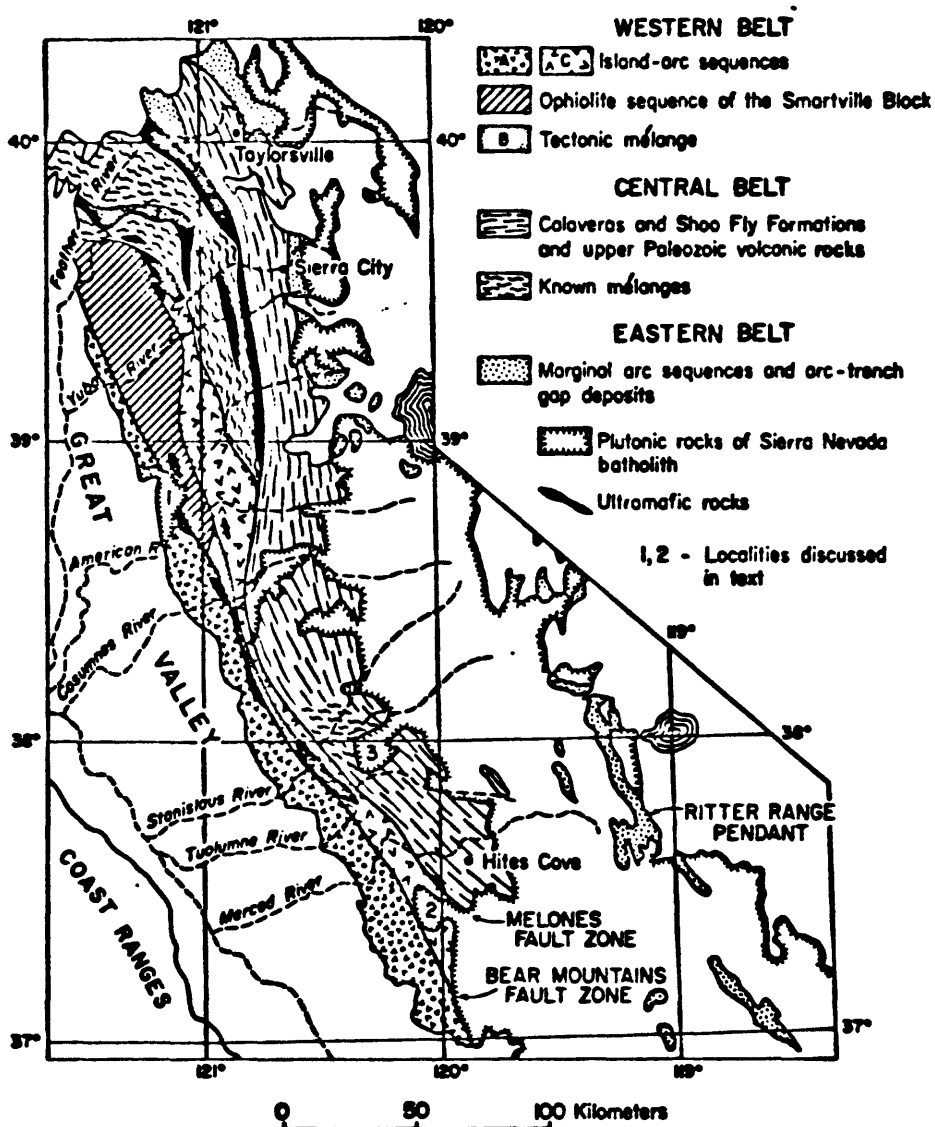 121°
120°
WESTERN BELT
A C Island-arc sequences
Ophiolite sequence of the Smartville Block
B Tectonic mélange
CENTRAL BELT
Calaveras and Shoo Fly Formations
and upper Paleozoic volcanic rocks
Known mélanges
EASTERN BELT
Marginal arc sequences and arc-trench
gap deposits
Plutonic rocks of Sierra Nevada
batholith
Ultramafic rocks
1, 2 - Localities discussed
in text
40°
40°
Taylorsville
Feather River
Sierra City
Yuba River
39°
39°
GREAT
VALLEY
American R
Cosumnes River
119°
38°
38°
3
Stanislaus River
Tuolumne River
Merced River
RITTER RANGE
PENDANT
Hites Cove
2
MELONES
FAULT ZONE
BEAR MOUNTAINS
FAULT ZONE
COAST RANGES
37°
37°
121°
120°
119°
0 50 100 Kilometers